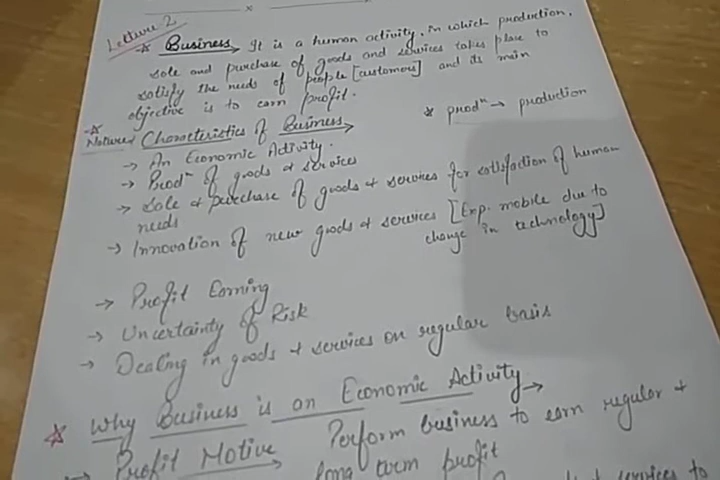 Lecture 2
* Business → It is a human activity, in which production,
sale and purchase of goods and services takes place to
satisfy the needs of people [customers] and its main
objective is to earn profit.
* prodⁿ → production
* Nature/ Characteristics of Business →
→ An Economic Activity.
→ Prodⁿ of goods & services
→ Sale & purchase of goods & services for satisfaction of human
needs
→ Innovation of new goods & services [Exp. mobile due to
change in technology]
→ Profit Earning
→ Uncertainty of Risk
→ Dealing in goods & services on regular basis
* Why Business is an Economic Activity →
→ Profit Motive Perform business to earn regular &
long term profit
services to